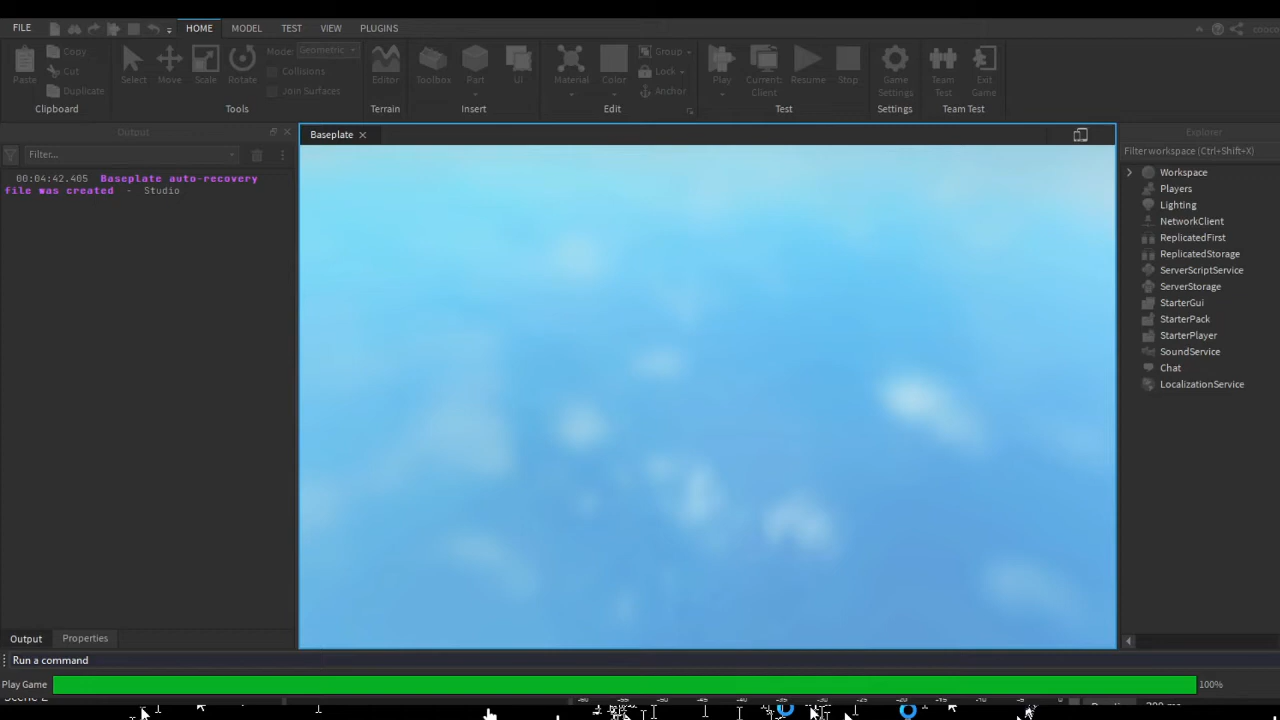 FILE HOME MODEL TEST VIEW PLUGINS
Copy
Cut
Duplicate
Paste
Clipboard
Select Move Scale Rotate
Mode: Geometric
Collisions
Join Surfaces
Tools
Editor
Terrain
Toolbox Part UI
Insert
Material Color
Group
Lock
Anchor
Edit
Play Current: Client Resume Stop
Test
Game Settings
Settings
Team Test Exit Game
Team Test
Output
Filter...
00:04:42.405 Baseplate auto-recovery
file was created - Studio
Baseplate
Explorer
Filter workspace (Ctrl+Shift+X)
Workspace
Players
Lighting
NetworkClient
ReplicatedFirst
ReplicatedStorage
ServerScriptService
ServerStorage
StarterGui
StarterPack
StarterPlayer
SoundService
Chat
LocalizationService
Output Properties
Run a command
Play Game 100%